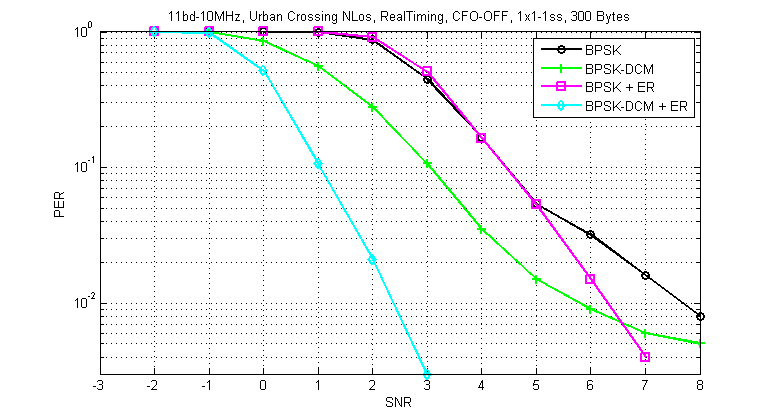 11bd-10MHz, Urban Crossing NLos, RealTiming, CFO-OFF, 1x1-1ss, 300 Bytes
BPSK
BPSK-DCM
BPSK + ER
BPSK-DCM + ER
10^0
10^-1
10^-2
PER
-3 -2 -1 0 1 2 3 4 5 6 7 8
SNR